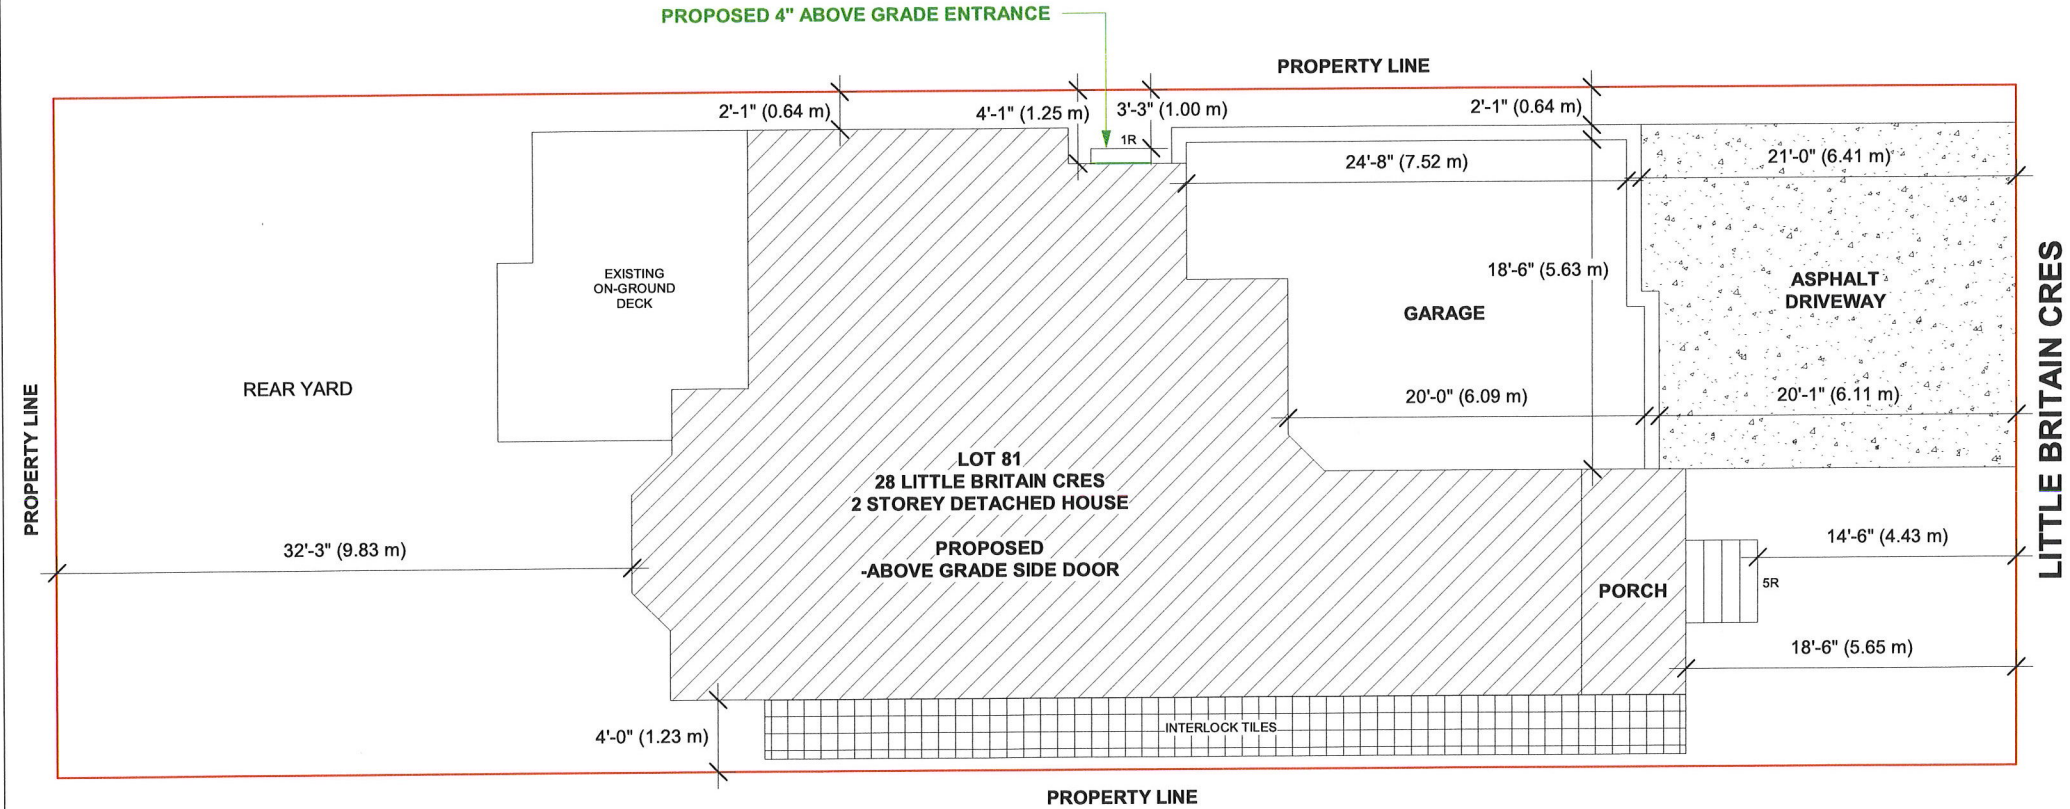 PROPOSED 4" ABOVE GRADE ENTRANCE
PROPERTY LINE
2'-1" (0.64 m)
4'-1" (1.25 m)
3'-3" (1.00 m)
2'-1" (0.64 m)
1R
24'-8" (7.52 m)
21'-0" (6.41 m)
EXISTING
ON-GROUND
DECK
18'-6" (5.63 m)
GARAGE
ASPHALT
DRIVEWAY
LITTLE BRITAIN CRES
REAR YARD
PROPERTY LINE
20'-0" (6.09 m)
20'-1" (6.11 m)
LOT 81
28 LITTLE BRITAIN CRES
2 STOREY DETACHED HOUSE
PROPOSED
-ABOVE GRADE SIDE DOOR
32'-3" (9.83 m)
14'-6" (4.43 m)
PORCH
5R
18'-6" (5.65 m)
4'-0" (1.23 m)
INTERLOCK TILES
PROPERTY LINE